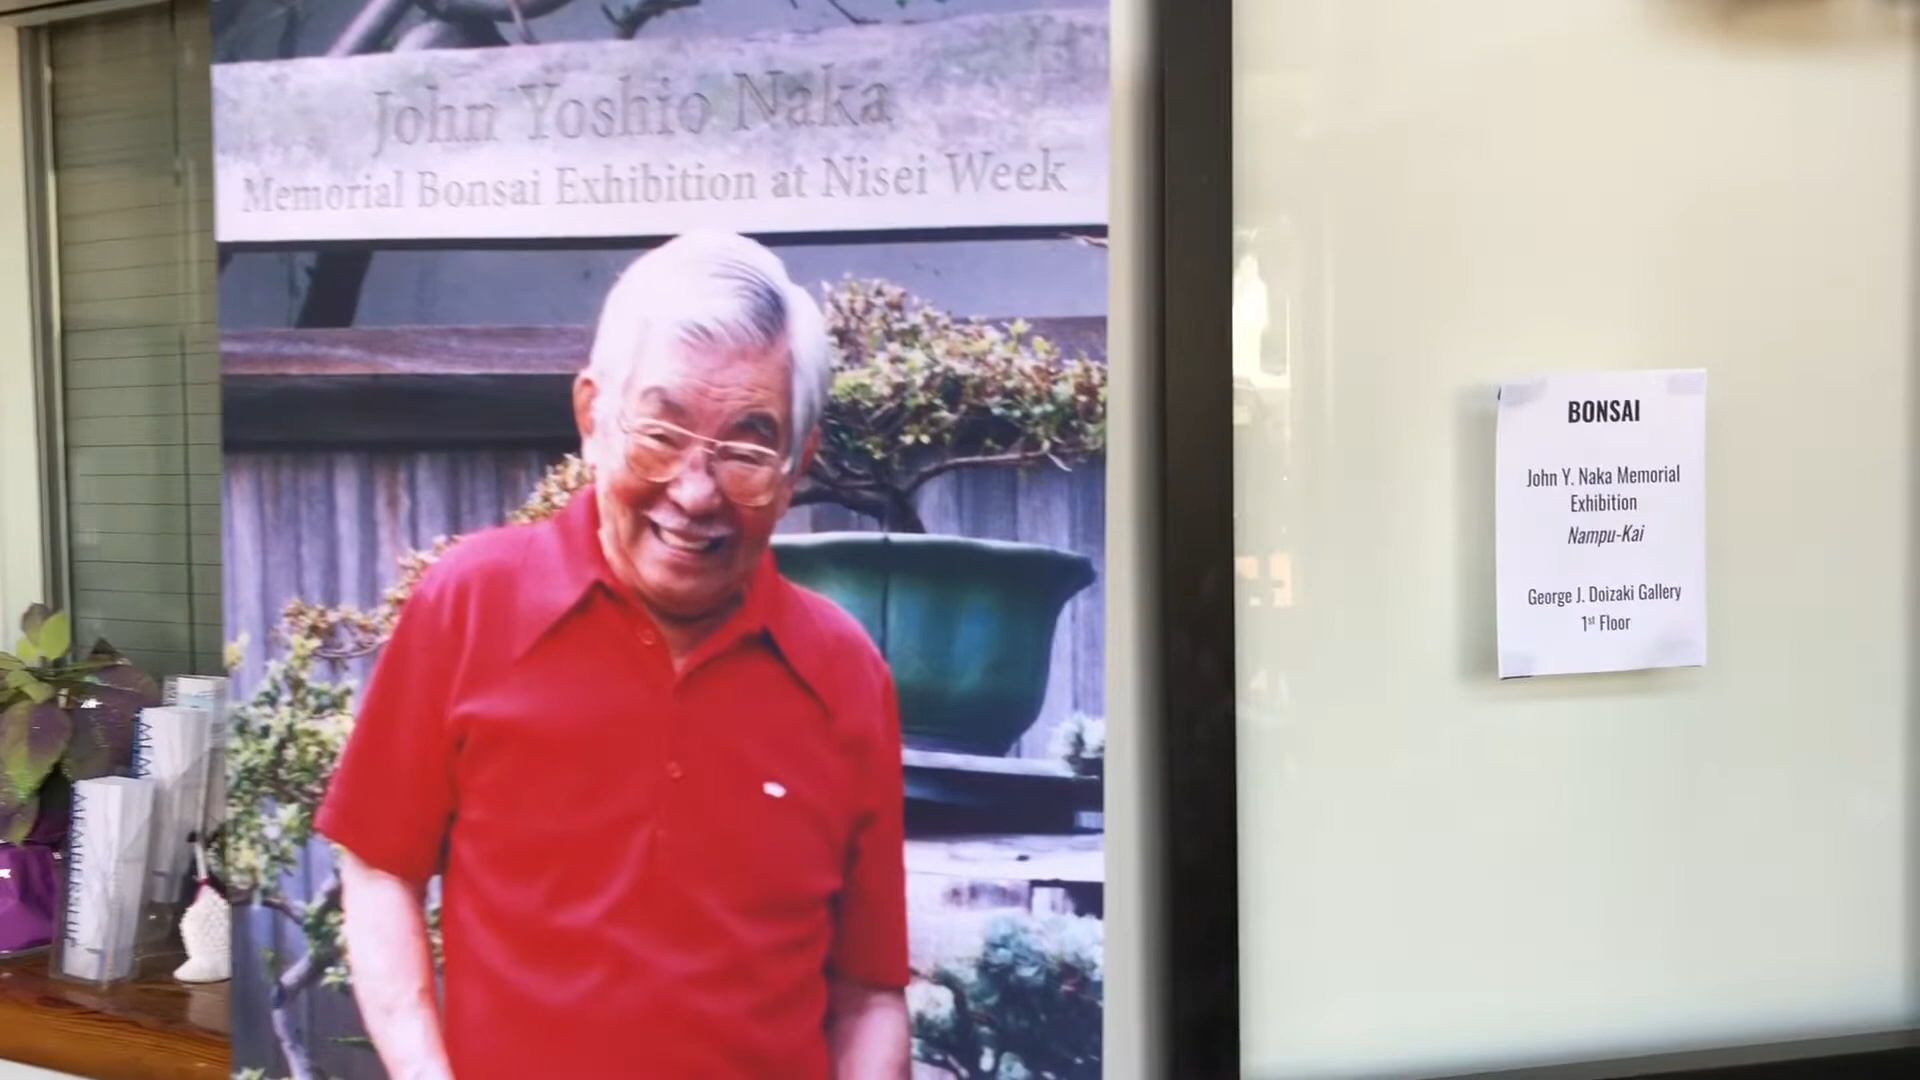 John Yoshio Naka
Memorial Bonsai Exhibition at Nisei Week
BONSAI
John Y. Naka Memorial
Exhibition
Nampu-Kai
George J. Doizaki Gallery
1st Floor